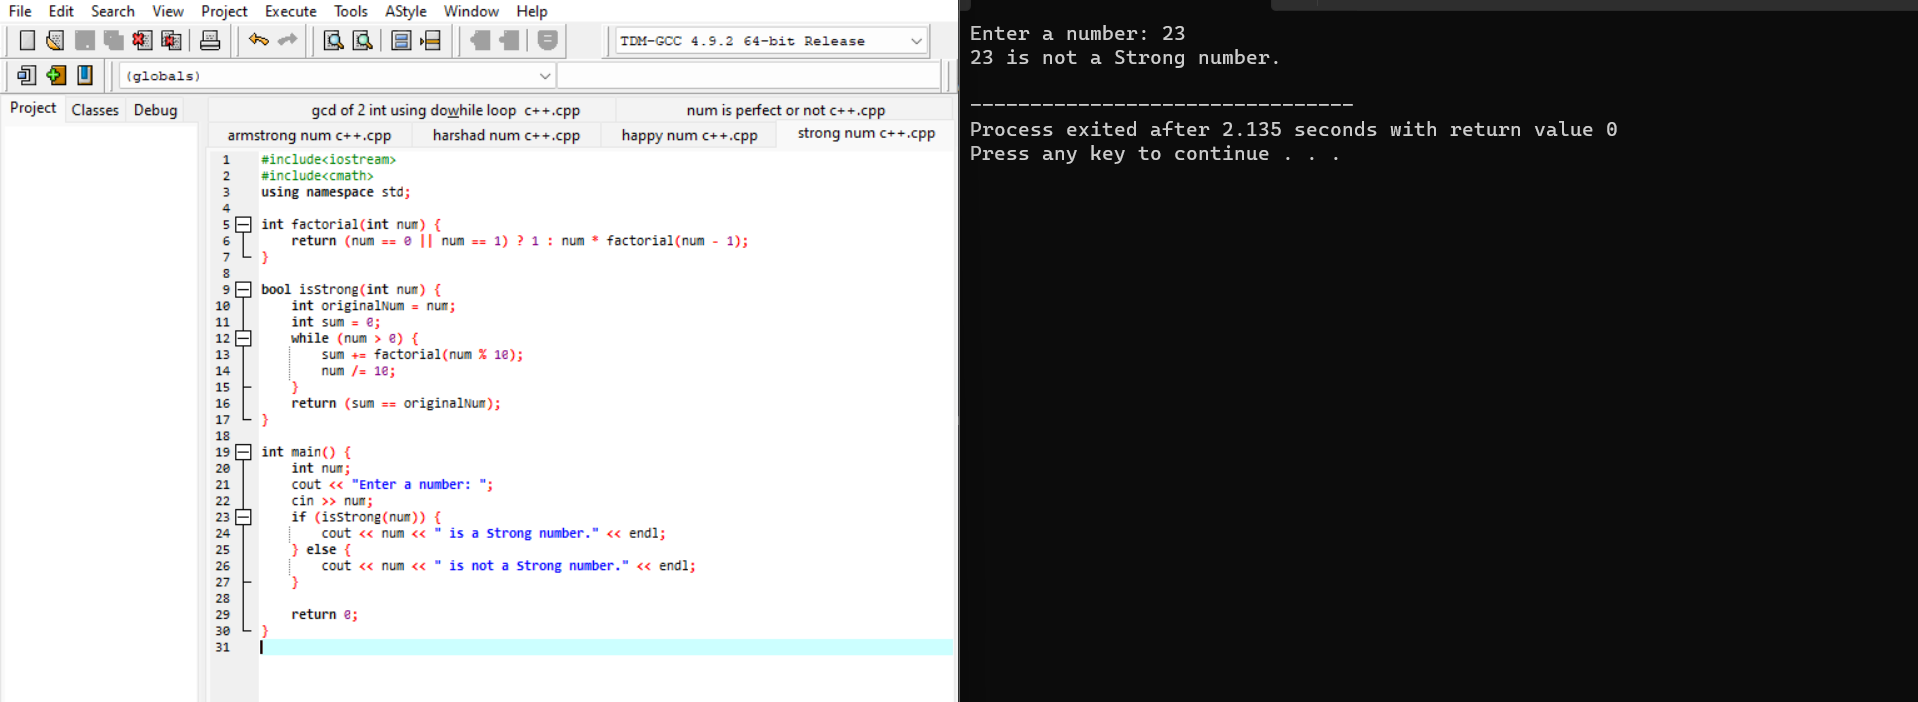 File Edit Search View Project Execute Tools AStyle Window Help
TDM-GCC 4.9.2 64-bit Release
(globals)
Project Classes Debug
gcd of 2 int using dowhile loop c++.cpp num is perfect or not c++.cpp
armstrong num c++.cpp harshad num c++.cpp happy num c++.cpp strong num c++.cpp
1 #include<iostream>
2 #include<cmath>
3 using namespace std;
4
5 int factorial(int num) {
6 return (num == 0 || num == 1) ? 1 : num * factorial(num - 1);
7 }
8
9 bool isStrong(int num) {
10 int originalNum = num;
11 int sum = 0;
12 while (num > 0) {
13 sum += factorial(num % 10);
14 num /= 10;
15 }
16 return (sum == originalNum);
17 }
18
19 int main() {
20 int num;
21 cout << "Enter a number: ";
22 cin >> num;
23 if (isStrong(num)) {
24 cout << num << " is a Strong number." << endl;
25 } else {
26 cout << num << " is not a Strong number." << endl;
27 }
28
29 return 0;
30 }
31
Enter a number: 23
23 is not a Strong number.
--------------------------------
Process exited after 2.135 seconds with return value 0
Press any key to continue . . .